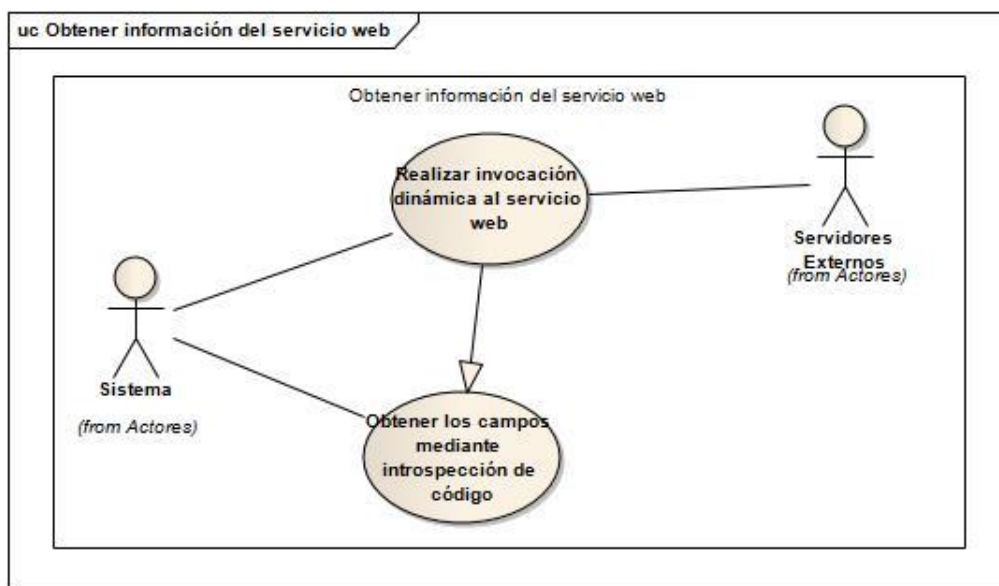 uc Obtener información del servicio web
Obtener información del servicio web
Realizar invocación
dinámica al servicio
web
Servidores
Externos
(from Actores)
Sistema
(from Actores)
Obtener los campos
mediante
introspección de
código